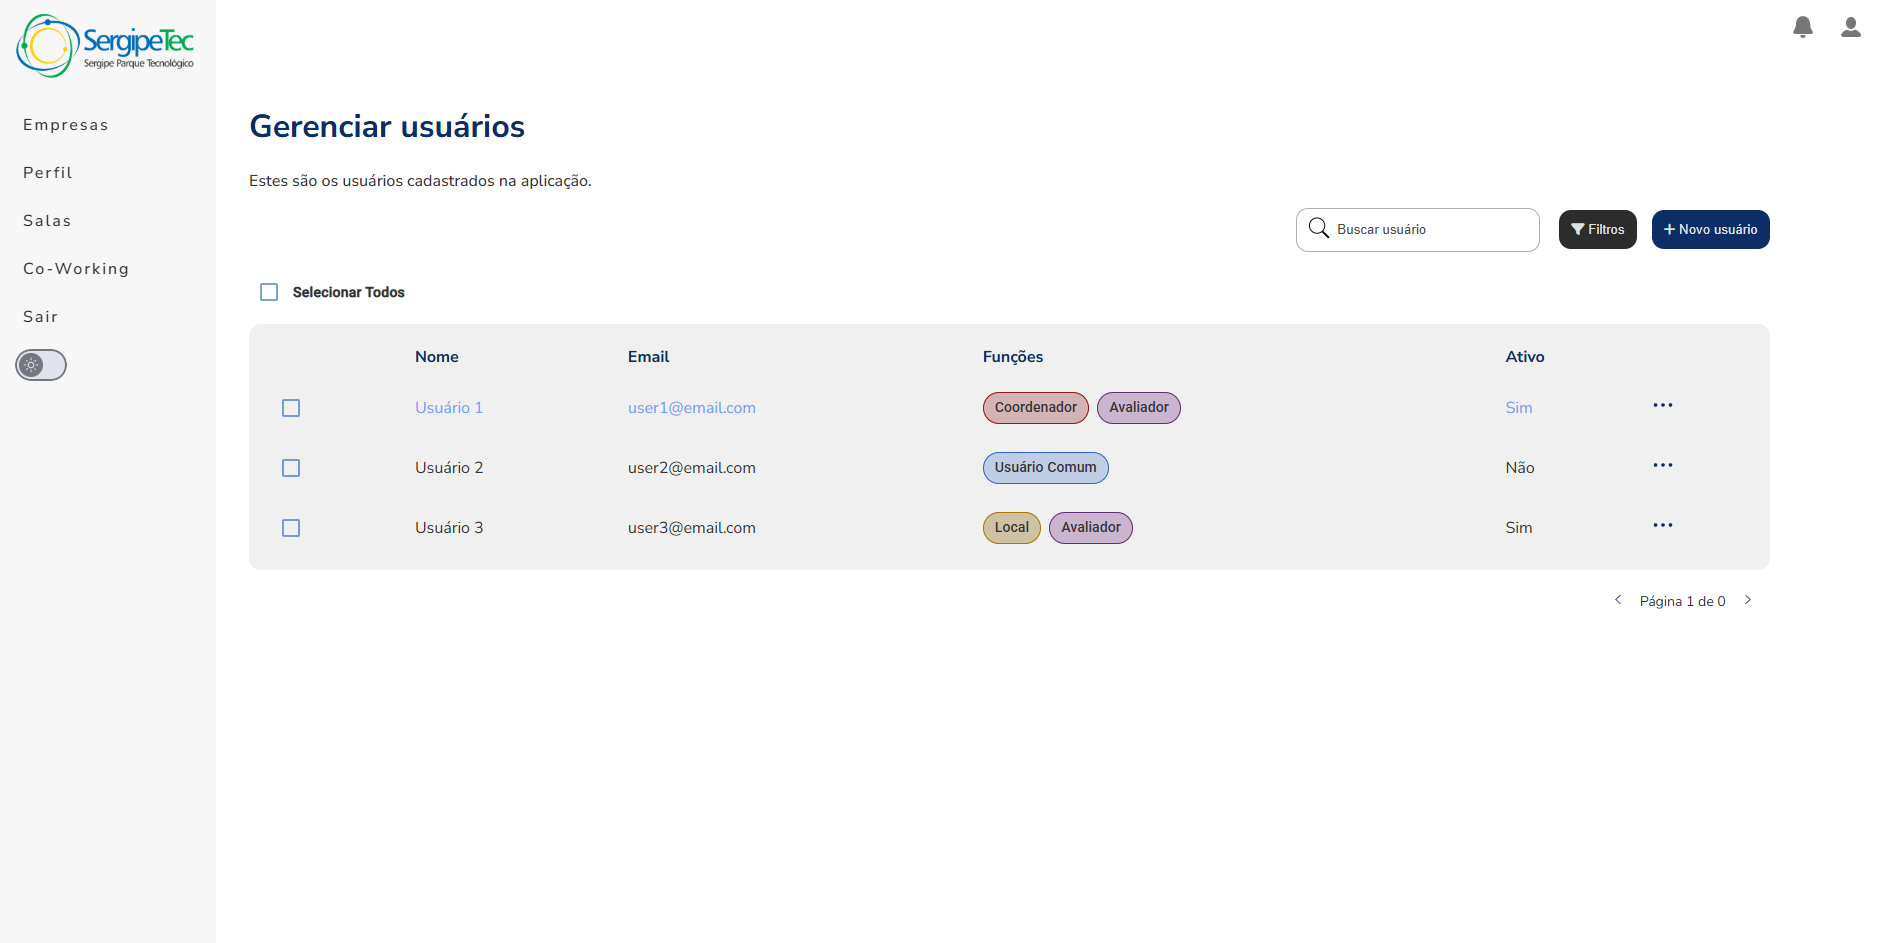 SergipeTec
Sergipe Parque Tecnológico
Empresas
Perfil
Salas
Co-Working
Sair
Gerenciar usuários
Estes são os usuários cadastrados na aplicação.
Buscar usuário
Filtros
+ Novo usuário
Selecionar Todos
Nome Email Funções Ativo
Usuário 1 user1@email.com Coordenador Avaliador Sim ...
Usuário 2 user2@email.com Usuário Comum Não ...
Usuário 3 user3@email.com Local Avaliador Sim ...
< Página 1 de 0 >